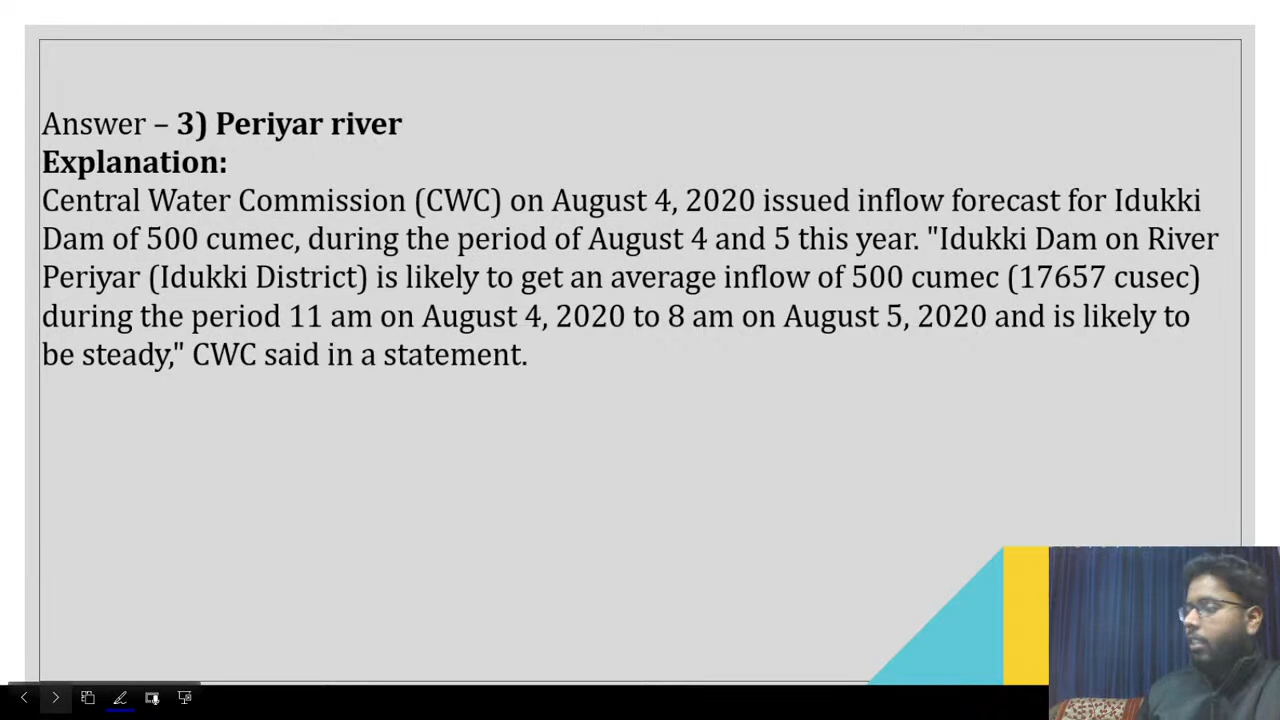 Answer – 3) Periyar river
Explanation:
Central Water Commission (CWC) on August 4, 2020 issued inflow forecast for Idukki
Dam of 500 cumec, during the period of August 4 and 5 this year. "Idukki Dam on River
Periyar (Idukki District) is likely to get an average inflow of 500 cumec (17657 cusec)
during the period 11 am on August 4, 2020 to 8 am on August 5, 2020 and is likely to
be steady," CWC said in a statement.